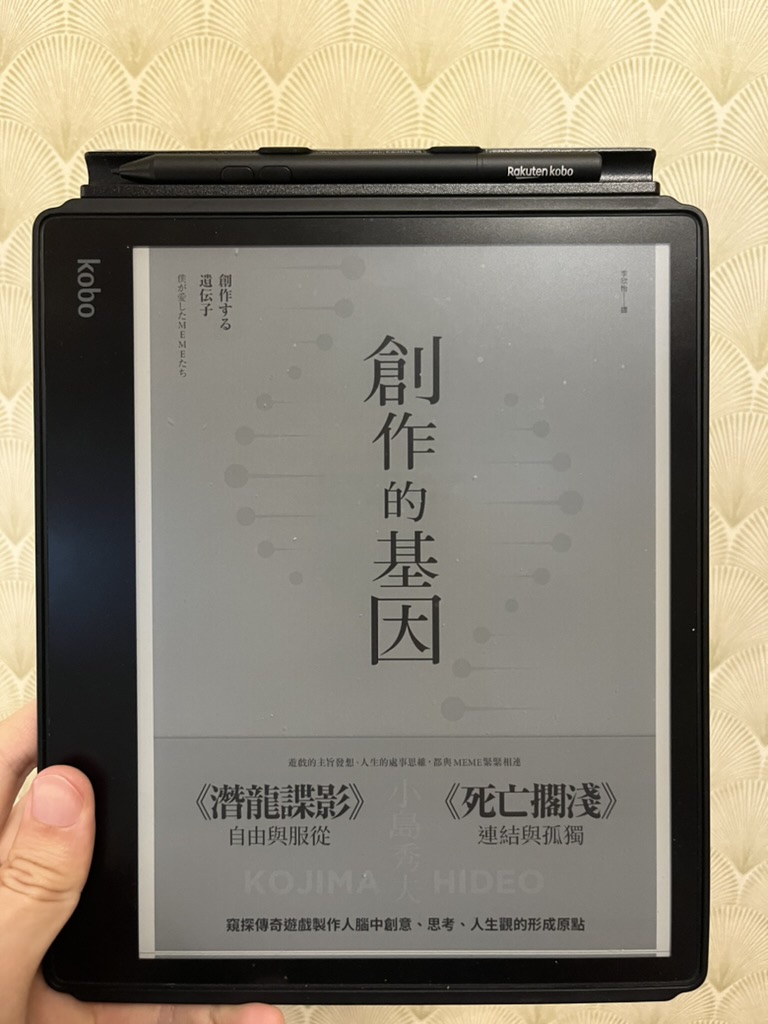 Rakuten kobo
kobo
創作する
遺伝子
僕が愛したMEMEたち
創作的基因
遊戲的主旨發想、人生的處事思維，都與MEME緊緊相連
《潛龍諜影》
自由與服從
《死亡擱淺》
連結與孤獨
小島秀夫
KOJIMA HIDEO
窺探傳奇遊戲製作人腦中創意、思考、人生觀的形成原點